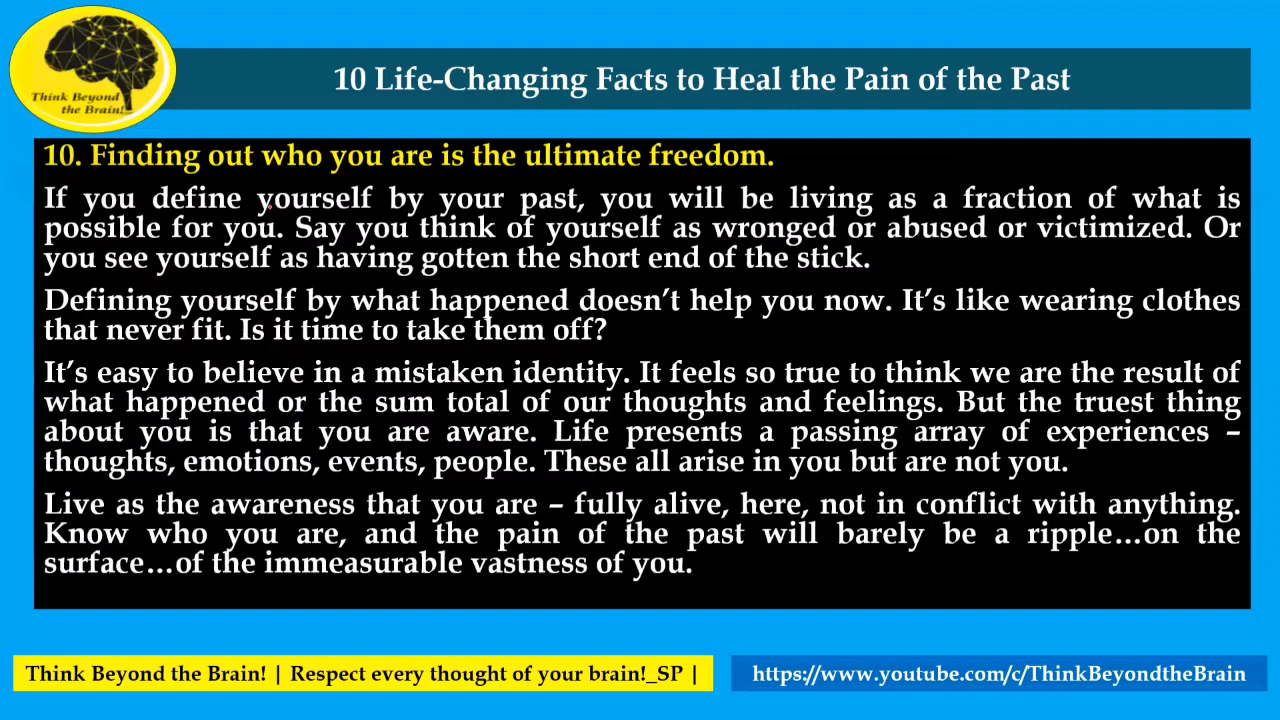 Think Beyond
the Brain!
10 Life-Changing Facts to Heal the Pain of the Past
10. Finding out who you are is the ultimate freedom.
If you define yourself by your past, you will be living as a fraction of what is
possible for you. Say you think of yourself as wronged or abused or victimized. Or
you see yourself as having gotten the short end of the stick.
Defining yourself by what happened doesn’t help you now. It’s like wearing clothes
that never fit. Is it time to take them off?
It’s easy to believe in a mistaken identity. It feels so true to think we are the result of
what happened or the sum total of our thoughts and feelings. But the truest thing
about you is that you are aware. Life presents a passing array of experiences –
thoughts, emotions, events, people. These all arise in you but are not you.
Live as the awareness that you are – fully alive, here, not in conflict with anything.
Know who you are, and the pain of the past will barely be a ripple…on the
surface…of the immeasurable vastness of you.
Think Beyond the Brain! | Respect every thought of your brain!_SP |
https://www.youtube.com/c/ThinkBeyondtheBrain